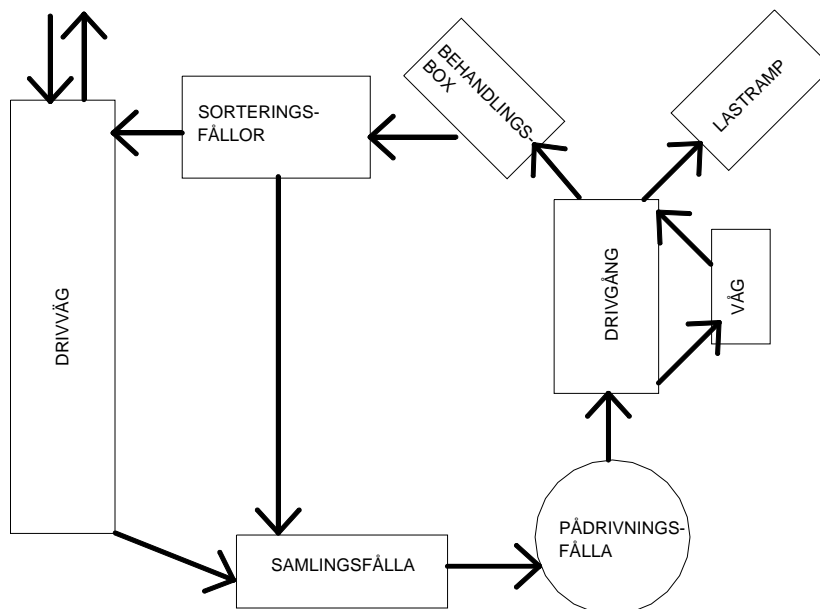 BEHANDLINGS-
BOX
LASTRAMP
SORTERINGS-
FÅLLOR
DRIVVÄG
DRIVGÅNG
VÅG
PÅDRIVNINGS-
FÅLLA
SAMLINGSFÅLLA